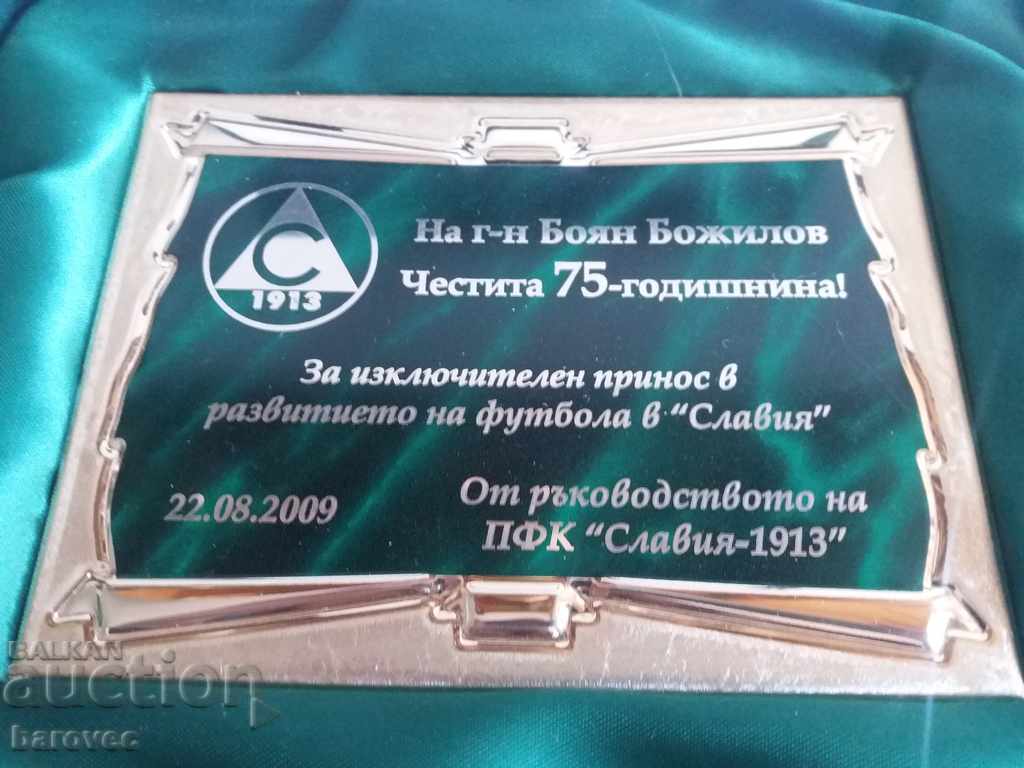 С
1913
На г-н Боян Божилов
Честита 75-годишнина!
За изключителен принос в
развитието на футбола в "Славия"
22.08.2009
От ръководството на
ПФК "Славия-1913"
BALKAN
auction
barovec